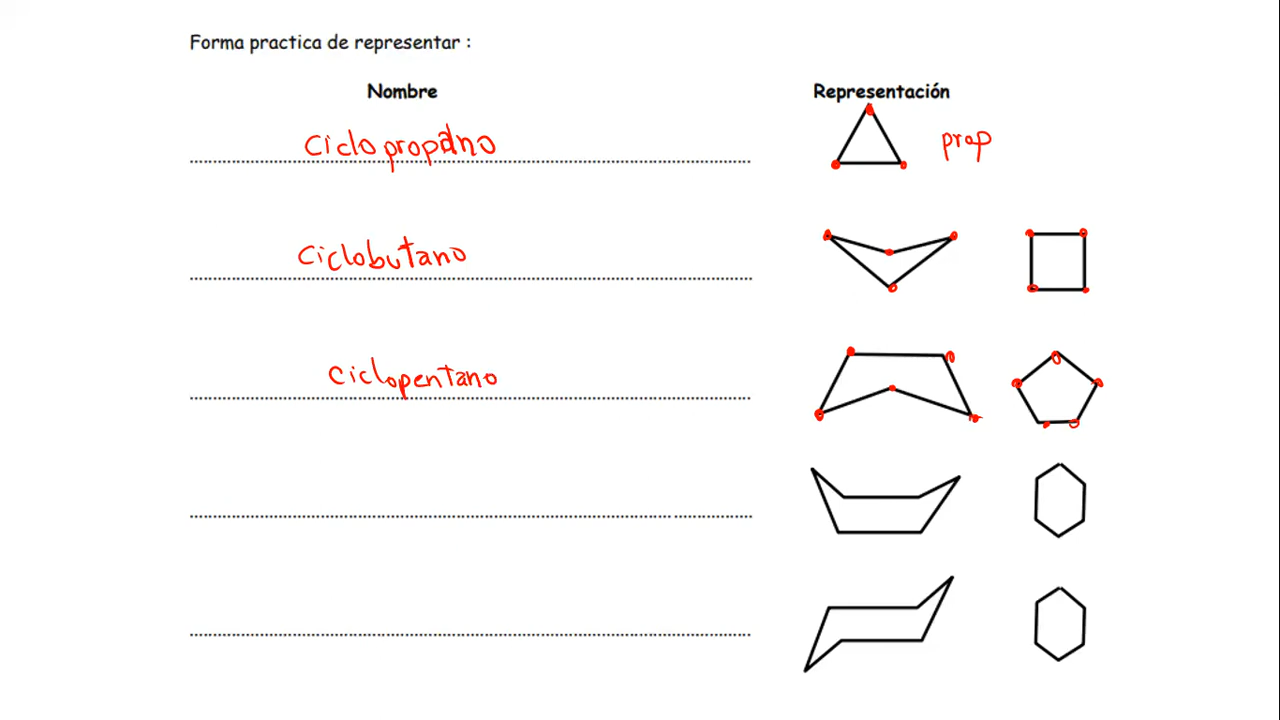 Forma practica de representar :
Nombre
Representación
Ciclopropano
prop
Ciclobutano
Ciclopentano